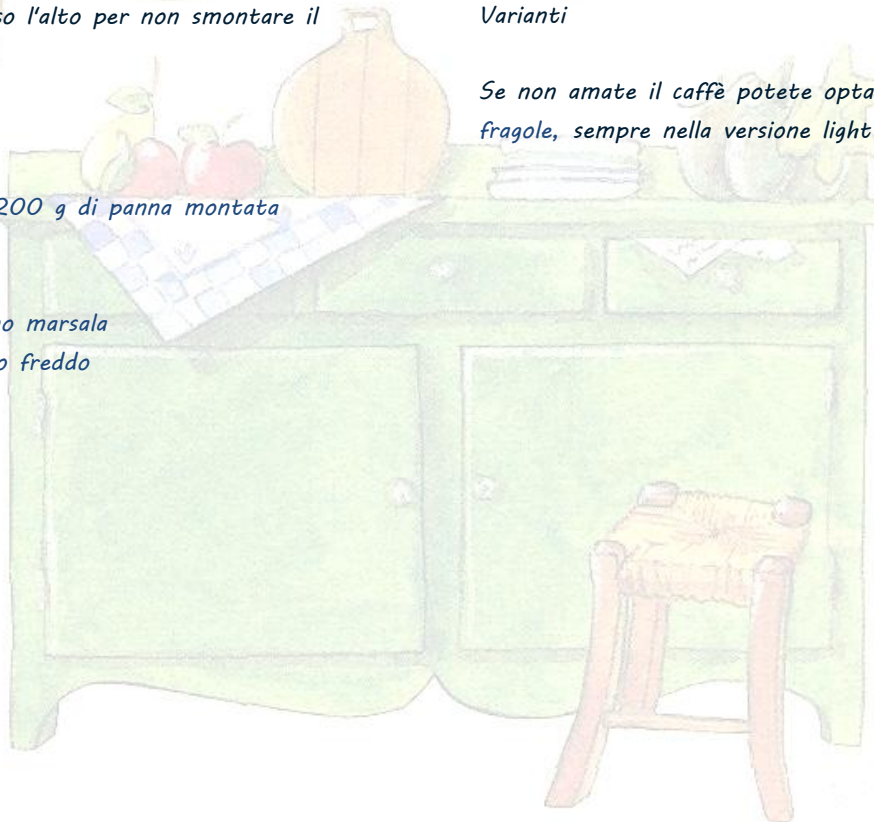 so l'alto per non smontare il
200 g di panna montata
marsala
freddo
Varianti
Se non amate il caffè potete
fragole, sempre nella versione light